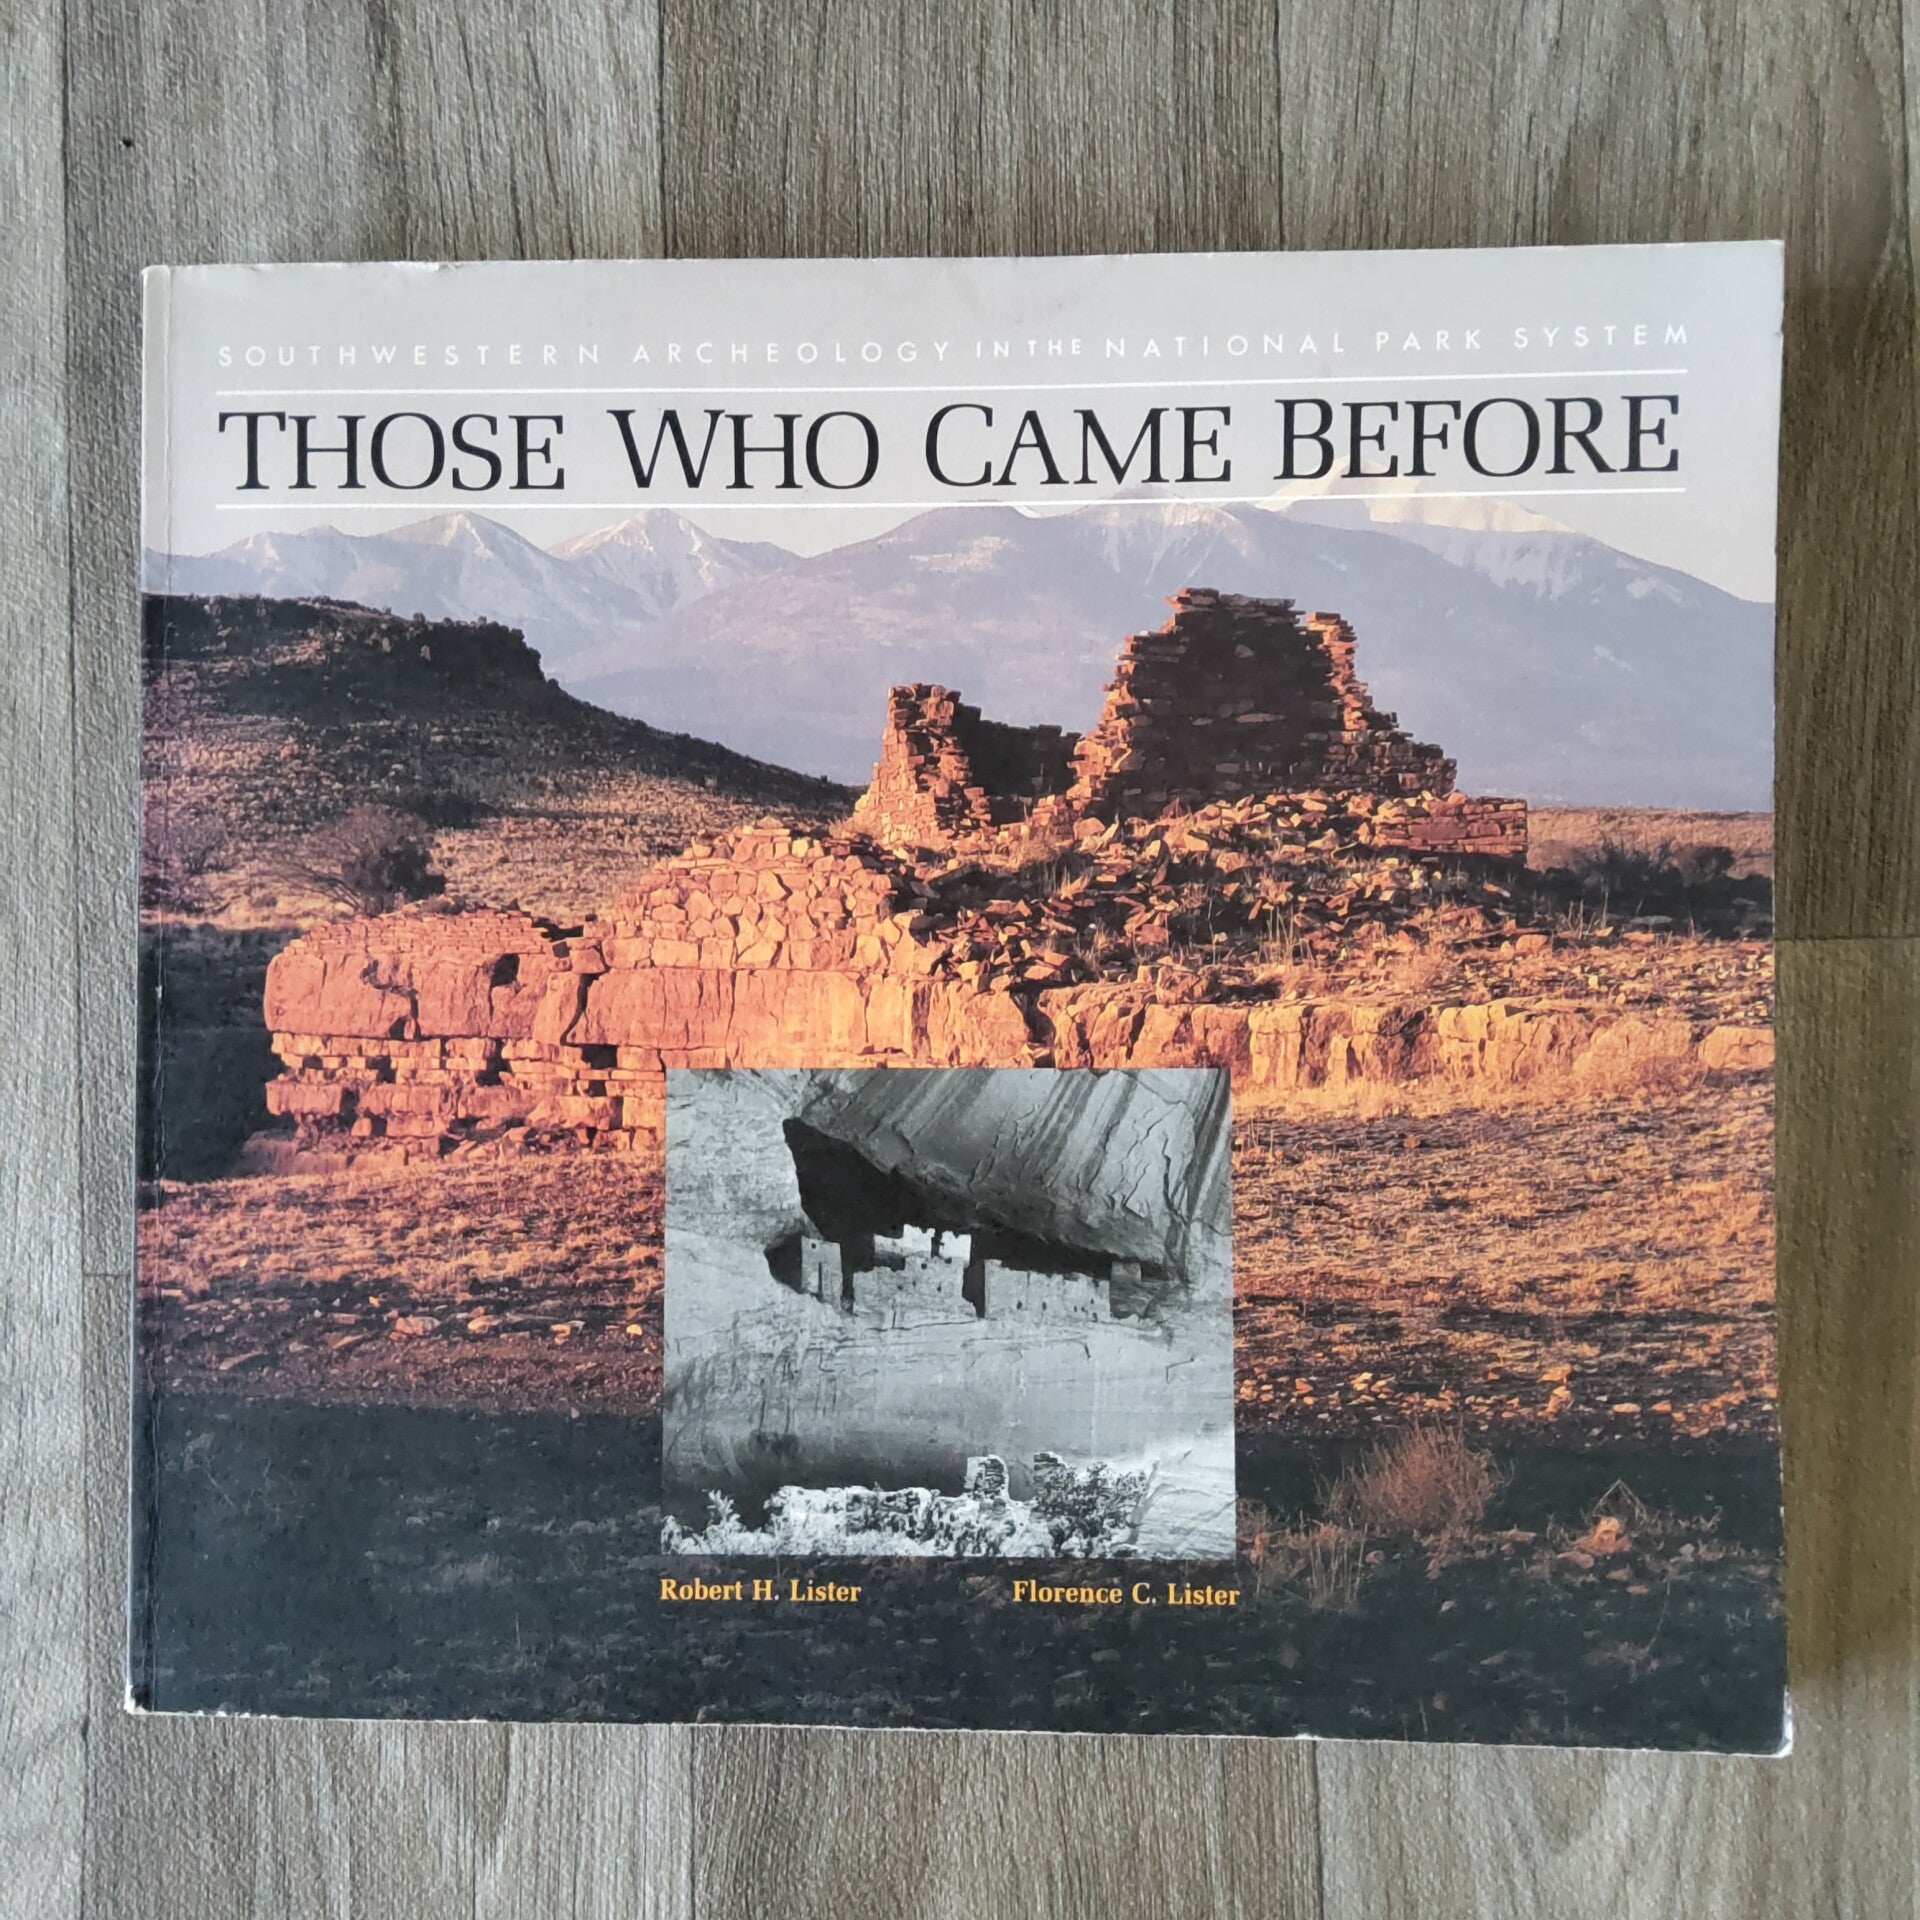 SOUTHWESTERN ARCHEOLOGY IN THE NATIONAL PARK SYSTEM
THOSE WHO CAME BEFORE
Robert H. Lister Florence C. Lister